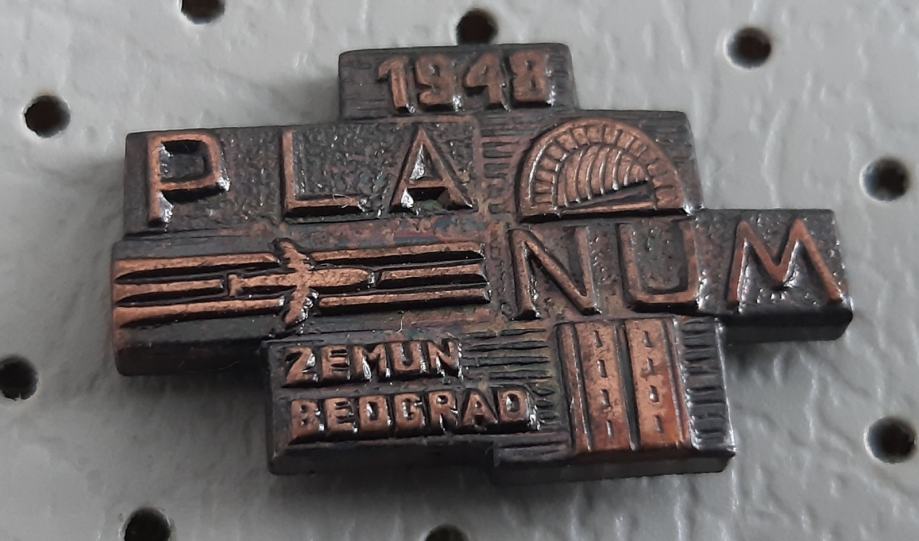 1948
PLA
NUM
ZEMUN
BEOGRAD